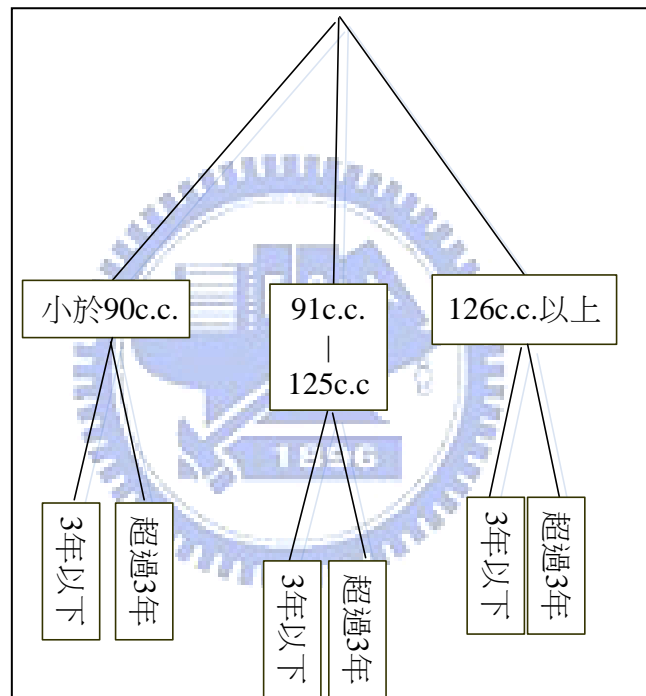 小於90c.c.
91c.c.
|
125c.c
126c.c.以上
1896
3年以下
超過3年
3年以下
超過3年
3年以下
超過3年